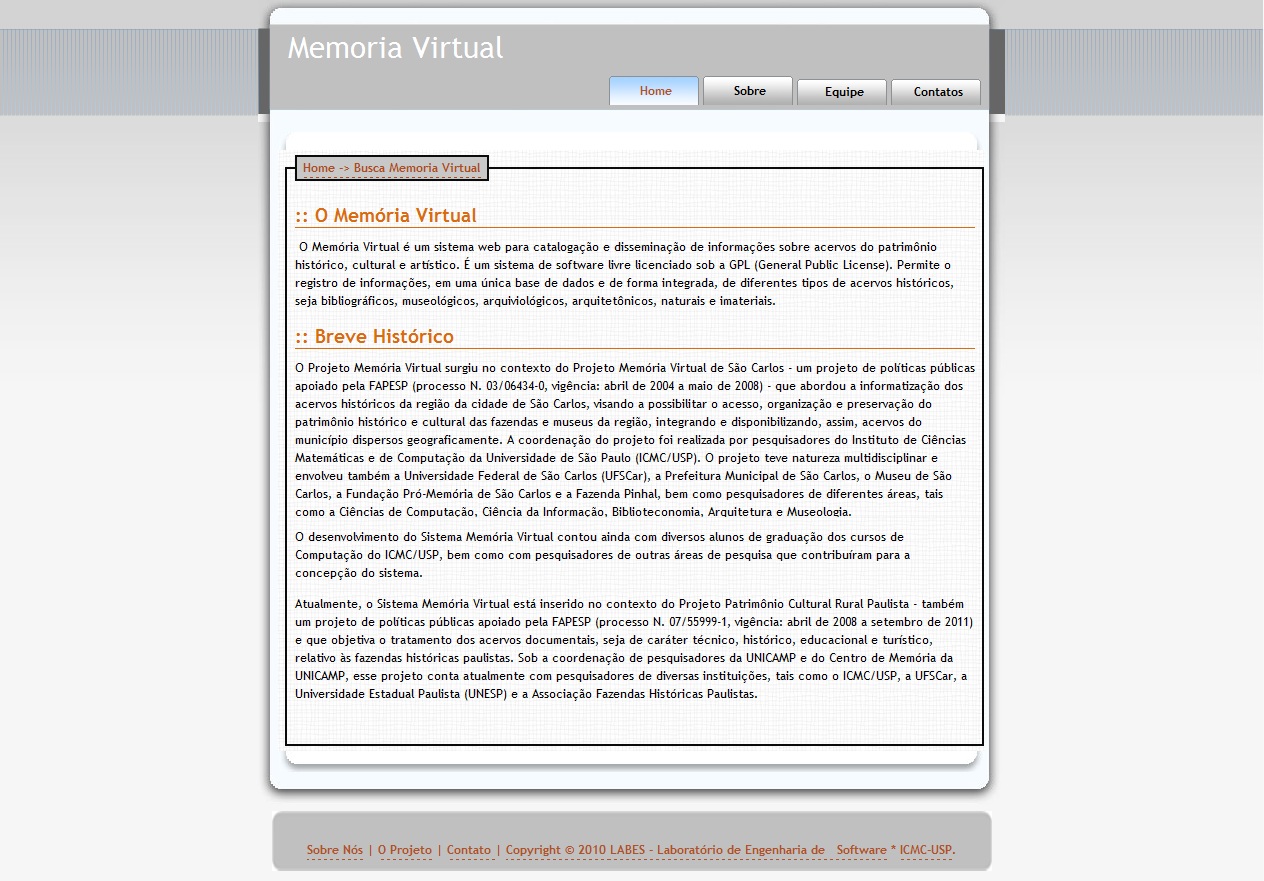 Memoria Virtual
Home Sobre Equipe Contatos
Home -> Busca Memoria Virtual
:: O Memória Virtual
O Memória Virtual é um sistema web para catalogação e disseminação de informações sobre acervos do patrimônio
histórico, cultural e artístico. É um sistema de software livre licenciado sob a GPL (General Public License). Permite o
registro de informações, em uma única base de dados e de forma integrada, de diferentes tipos de acervos históricos,
seja bibliográficos, museológicos, arquiviológicos, arquitetônicos, naturais e imateriais.
:: Breve Histórico
O Projeto Memória Virtual surgiu no contexto do Projeto Memória Virtual de São Carlos - um projeto de políticas públicas
apoiado pela FAPESP (processo N. 03/06434-0, vigência: abril de 2004 a maio de 2008) - que abordou a informatização dos
acervos históricos da região da cidade de São Carlos, visando a possibilitar o acesso, organização e preservação do
patrimônio histórico e cultural das fazendas e museus da região, integrando e disponibilizando, assim, acervos do
município dispersos geograficamente. A coordenação do projeto foi realizada por pesquisadores do Instituto de Ciências
Matemáticas e de Computação da Universidade de São Paulo (ICMC/USP). O projeto teve natureza multidisciplinar e
envolveu também a Universidade Federal de São Carlos (UFSCar), a Prefeitura Municipal de São Carlos, o Museu de São
Carlos, a Fundação Pró-Memória de São Carlos e a Fazenda Pinhal, bem como pesquisadores de diferentes áreas, tais
como a Ciências de Computação, Ciência da Informação, Biblioteconomia, Arquitetura e Museologia.
O desenvolvimento do Sistema Memória Virtual contou ainda com diversos alunos de graduação dos cursos de
Computação do ICMC/USP, bem como com pesquisadores de outras áreas de pesquisa que contribuíram para a
concepção do sistema.
Atualmente, o Sistema Memória Virtual está inserido no contexto do Projeto Patrimônio Cultural Rural Paulista - também
um projeto de políticas públicas apoiado pela FAPESP (processo N. 07/55999-1, vigência: abril de 2008 a setembro de 2011)
e que objetiva o tratamento dos acervos documentais, seja de caráter técnico, histórico, educacional e turístico,
relativo às fazendas históricas paulistas. Sob a coordenação de pesquisadores da UNICAMP e do Centro de Memória da
UNICAMP, esse projeto conta atualmente com pesquisadores de diversas instituições, tais como o ICMC/USP, a UFSCar, a
Universidade Estadual Paulista (UNESP) e a Associação Fazendas Históricas Paulistas.
Sobre Nós | O Projeto | Contato | Copyright © 2010 LABES - Laboratório de Engenharia de Software * ICMC-USP.